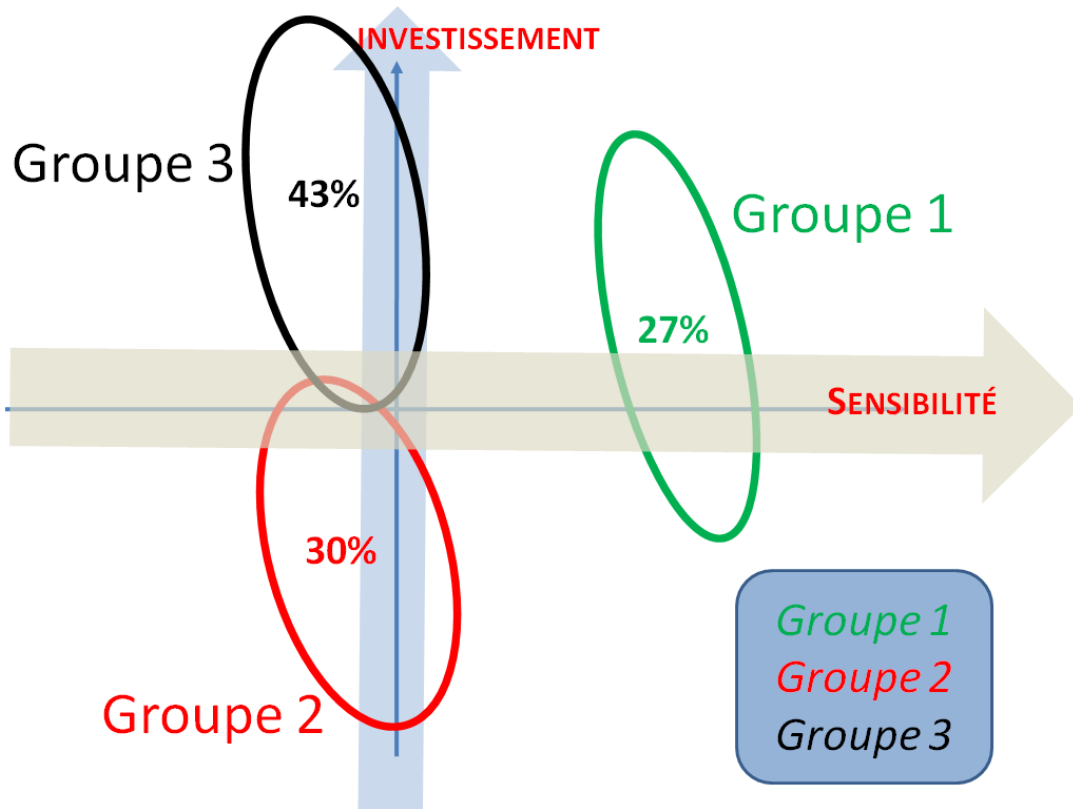 INVESTISSEMENT
Groupe 3
43%
Groupe 1
27%
SENSIBILITÉ
30%
Groupe 2
Groupe 1
Groupe 2
Groupe 3